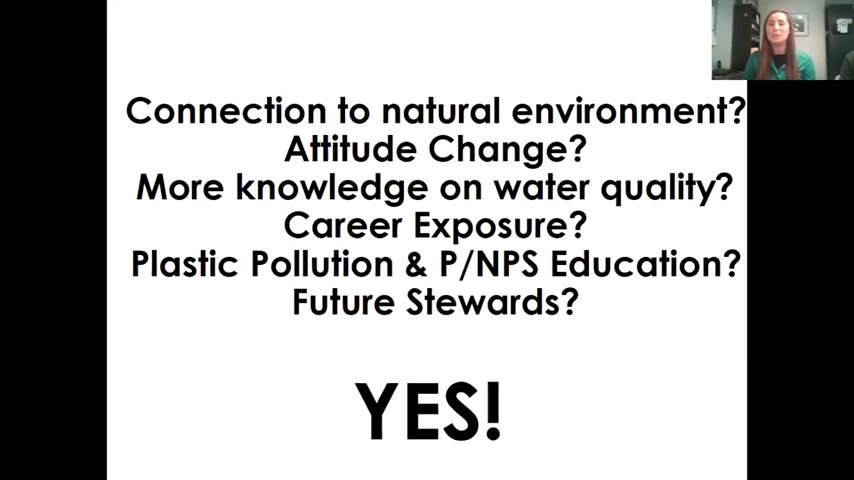 Connection to natural environment?
Attitude Change?
More knowledge on water quality?
Career Exposure?
Plastic Pollution & P/NPS Education?
Future Stewards?
YES!